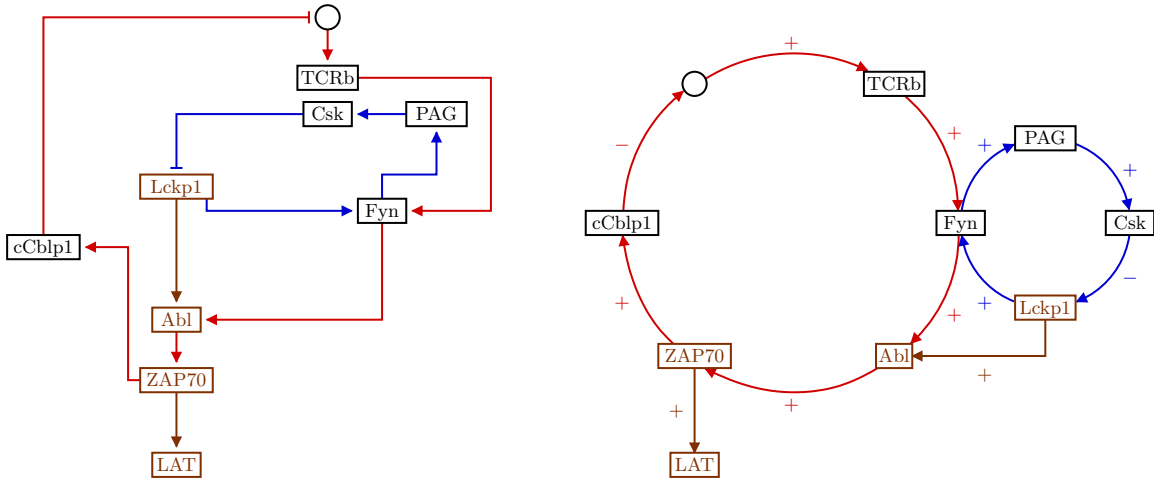 TCRb
Csk
PAG
Lckp1
Fyn
cCblp1
Abl
ZAP70
LAT
+
TCRb
+
PAG
+
+
−
cCblp1
Fyn
Csk
−
+
+
+
Lckp1
ZAP70
Abl
+
+
+
LAT